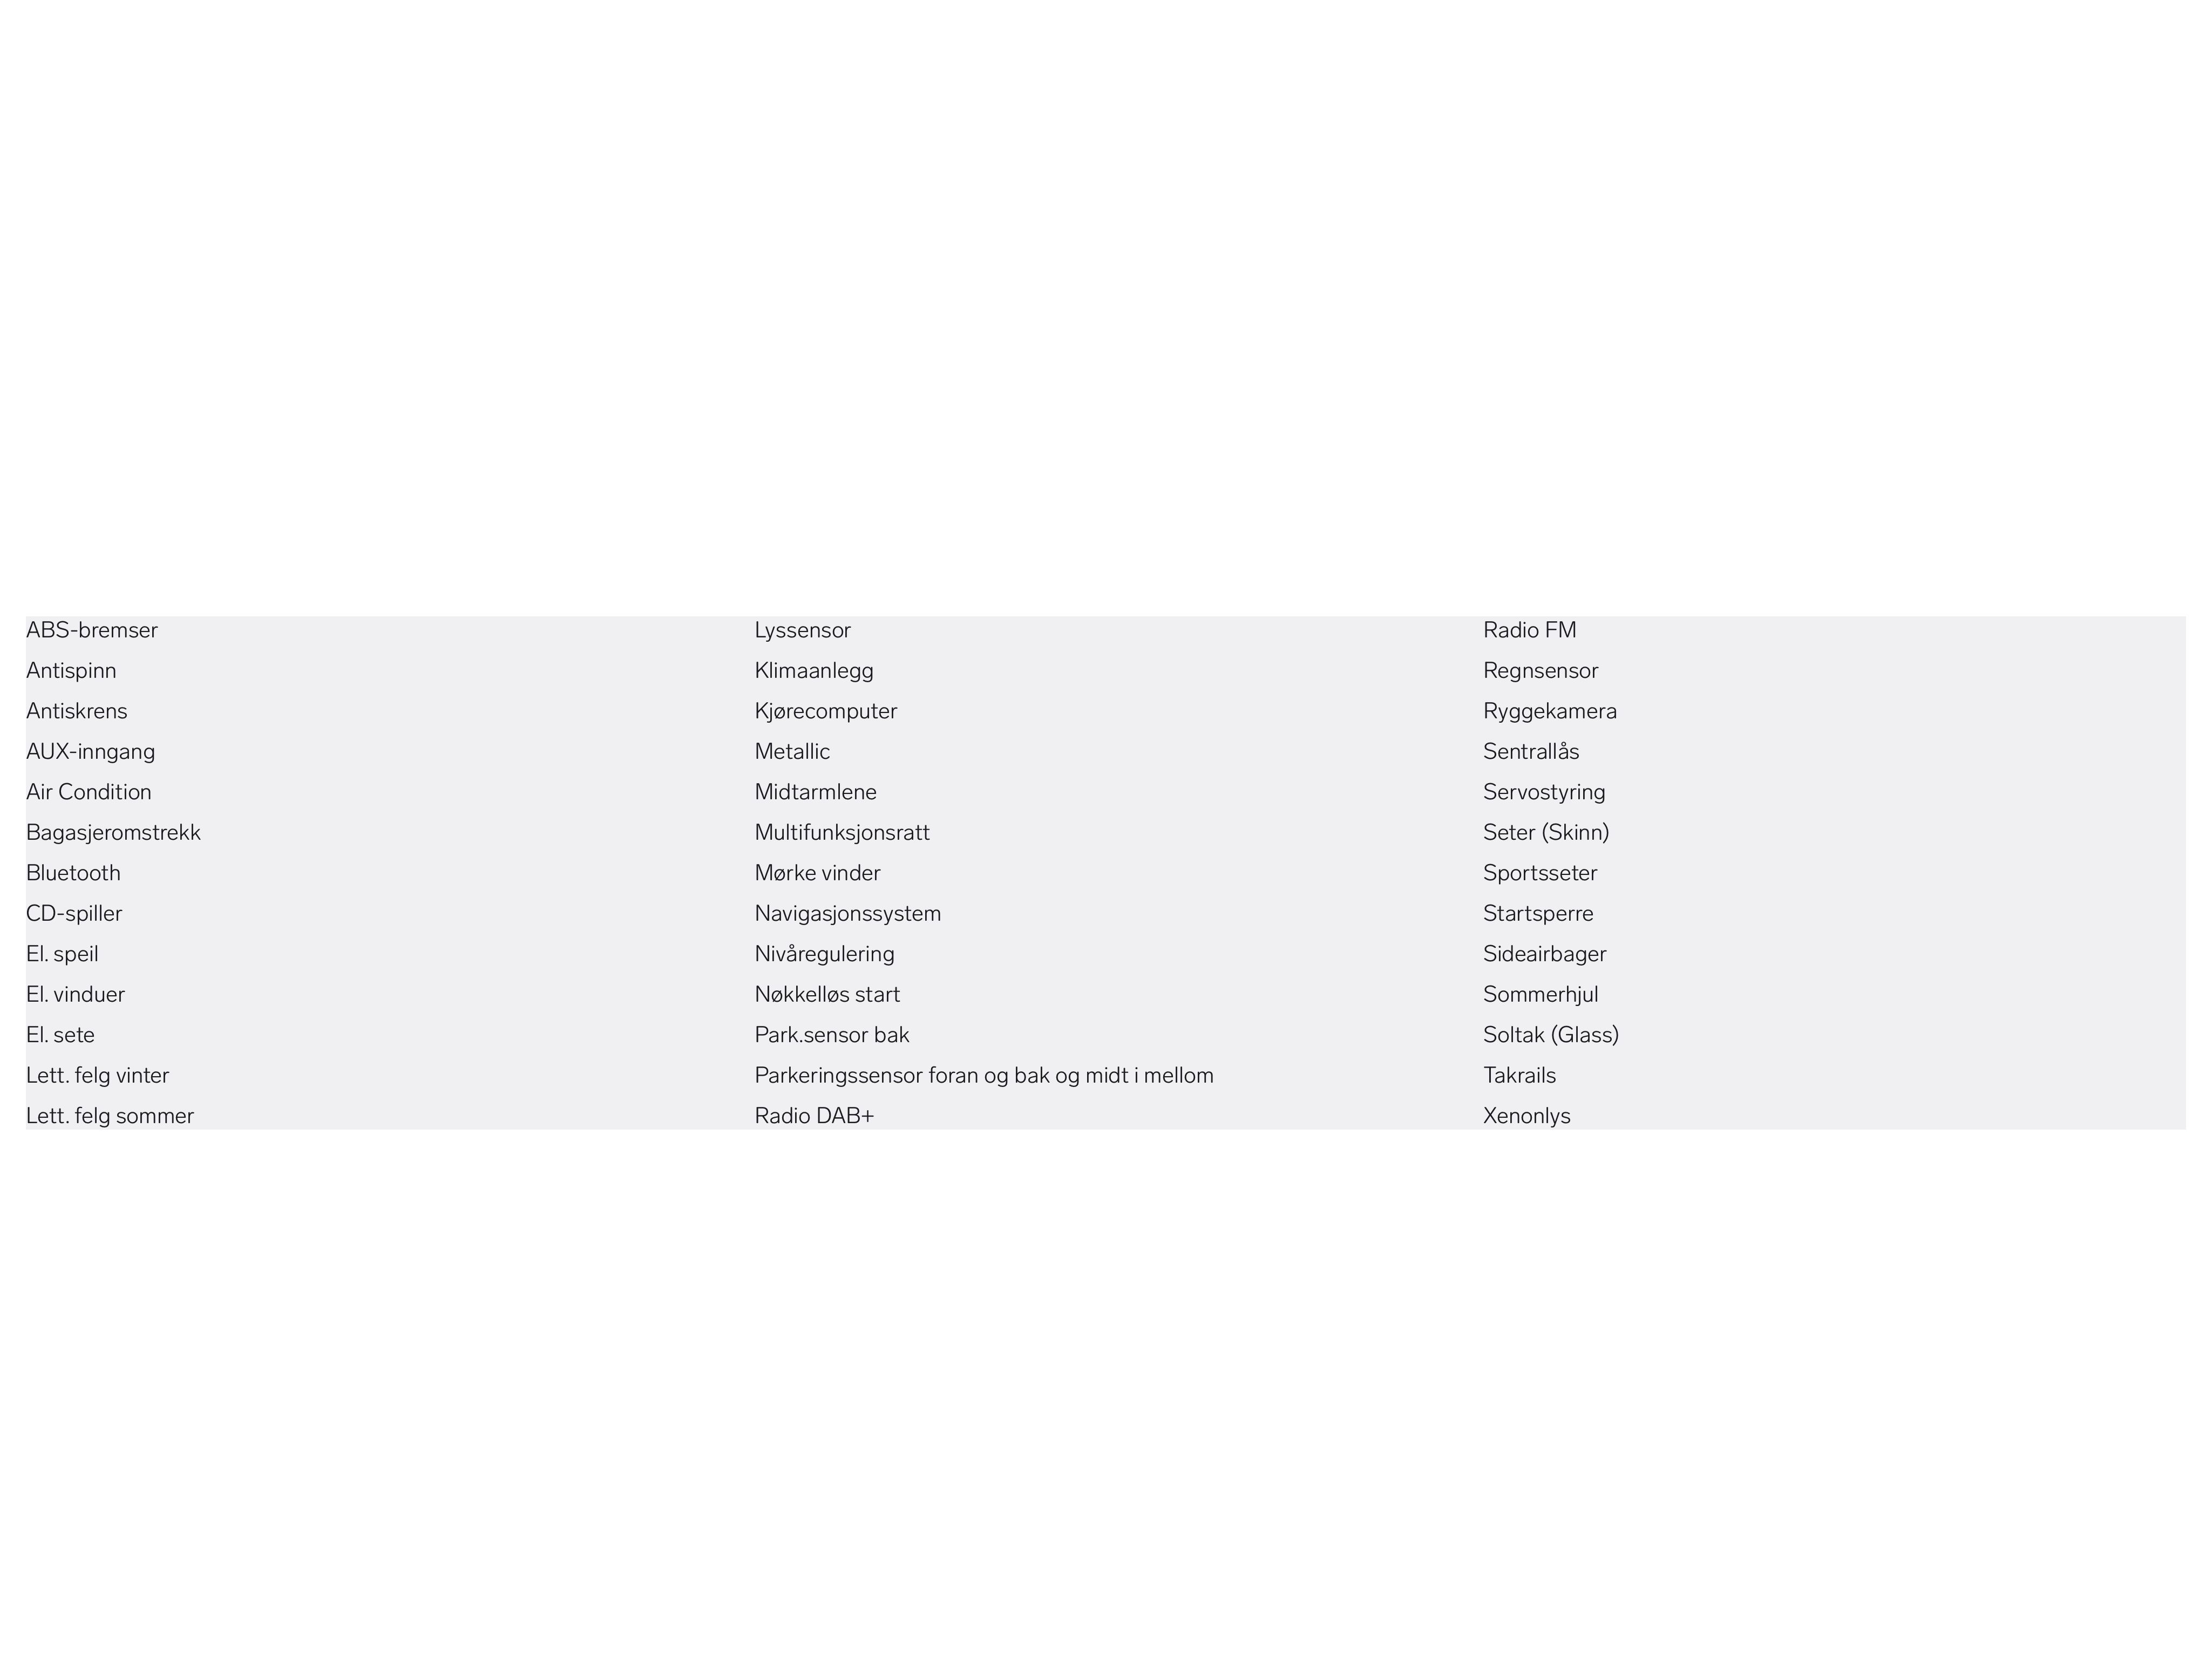 ABS-bremser
Antispinn
Antiskrens
AUX-inngang
Air Condition
Bagasjeromstrekk
Bluetooth
CD-spiller
El. speil
El. vinduer
El. sete
Lett. felg vinter
Lett. felg sommer
Lyssensor
Klimaanlegg
Kjørecomputer
Metallic
Midtarmlene
Multifunksjonsratt
Mørke vinder
Navigasjonssystem
Nivåregulering
Nøkkelløs start
Park.sensor bak
Parkeringssensor foran og bak og midt i mellom
Radio DAB+
Radio FM
Regnsensor
Ryggekamera
Sentrallås
Servostyring
Seter (Skinn)
Sportsseter
Startsperre
Sideairbager
Sommerhjul
Soltak (Glass)
Takrails
Xenonlys